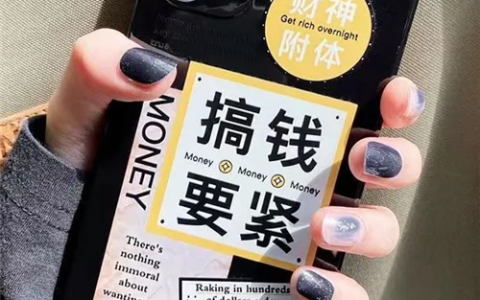 财神
Get rich overnight
附体
MONEY
搞钱
Money Money Money
要紧
There's
nothing
immoral
about
Raking in hundreds